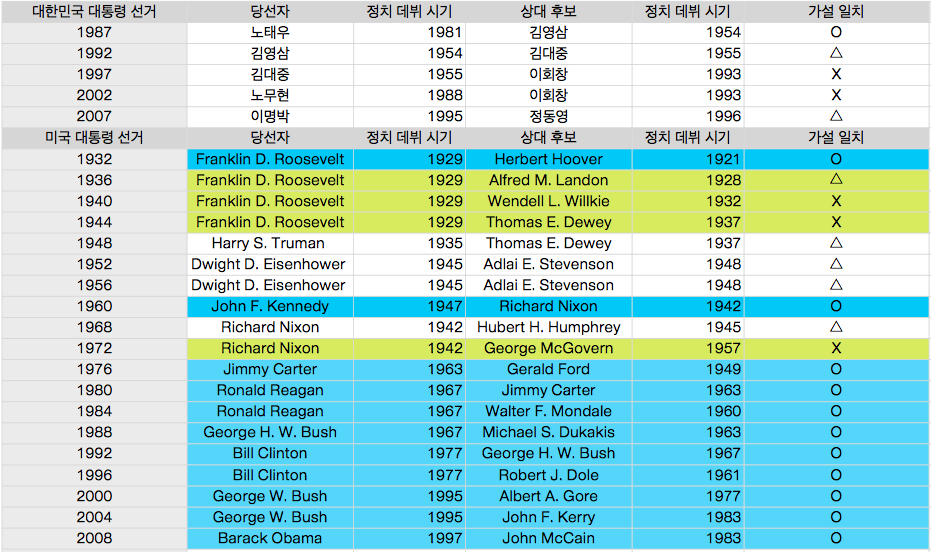 대한민국 대통령 선거 당선자 정치 데뷔 시기 상대 후보 정치 데뷔 시기 가설 일치
1987 노태우 1981 김영삼 1954 O
1992 김영삼 1954 김대중 1955 △
1997 김대중 1955 이회창 1993 X
2002 노무현 1988 이회창 1993 X
2007 이명박 1995 정동영 1996 △
미국 대통령 선거 당선자 정치 데뷔 시기 상대 후보 정치 데뷔 시기 가설 일치
1932 Franklin D. Roosevelt 1929 Herbert Hoover 1921 O
1936 Franklin D. Roosevelt 1929 Alfred M. Landon 1928 △
1940 Franklin D. Roosevelt 1929 Wendell L. Willkie 1932 X
1944 Franklin D. Roosevelt 1929 Thomas E. Dewey 1937 X
1948 Harry S. Truman 1935 Thomas E. Dewey 1937 △
1952 Dwight D. Eisenhower 1945 Adlai E. Stevenson 1948 △
1956 Dwight D. Eisenhower 1945 Adlai E. Stevenson 1948 △
1960 John F. Kennedy 1947 Richard Nixon 1942 O
1968 Richard Nixon 1942 Hubert H. Humphrey 1945 △
1972 Richard Nixon 1942 George McGovern 1957 X
1976 Jimmy Carter 1963 Gerald Ford 1949 O
1980 Ronald Reagan 1967 Jimmy Carter 1963 O
1984 Ronald Reagan 1967 Walter F. Mondale 1960 O
1988 George H. W. Bush 1967 Michael S. Dukakis 1963 O
1992 Bill Clinton 1977 George H. W. Bush 1967 O
1996 Bill Clinton 1977 Robert J. Dole 1961 O
2000 George W. Bush 1995 Albert A. Gore 1977 O
2004 George W. Bush 1995 John F. Kerry 1983 O
2008 Barack Obama 1997 John McCain 1983 O